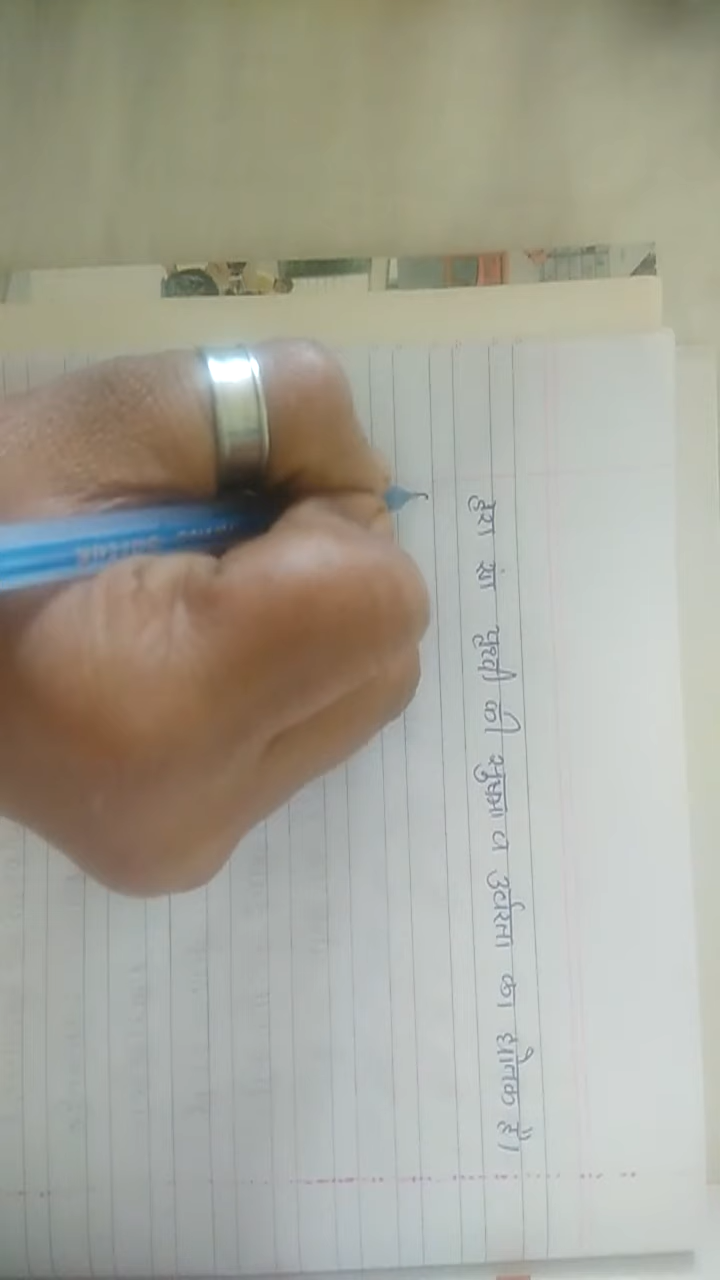 हरा रंग पृथ्वी की सुषमा व उर्वरता का द्योतक है।